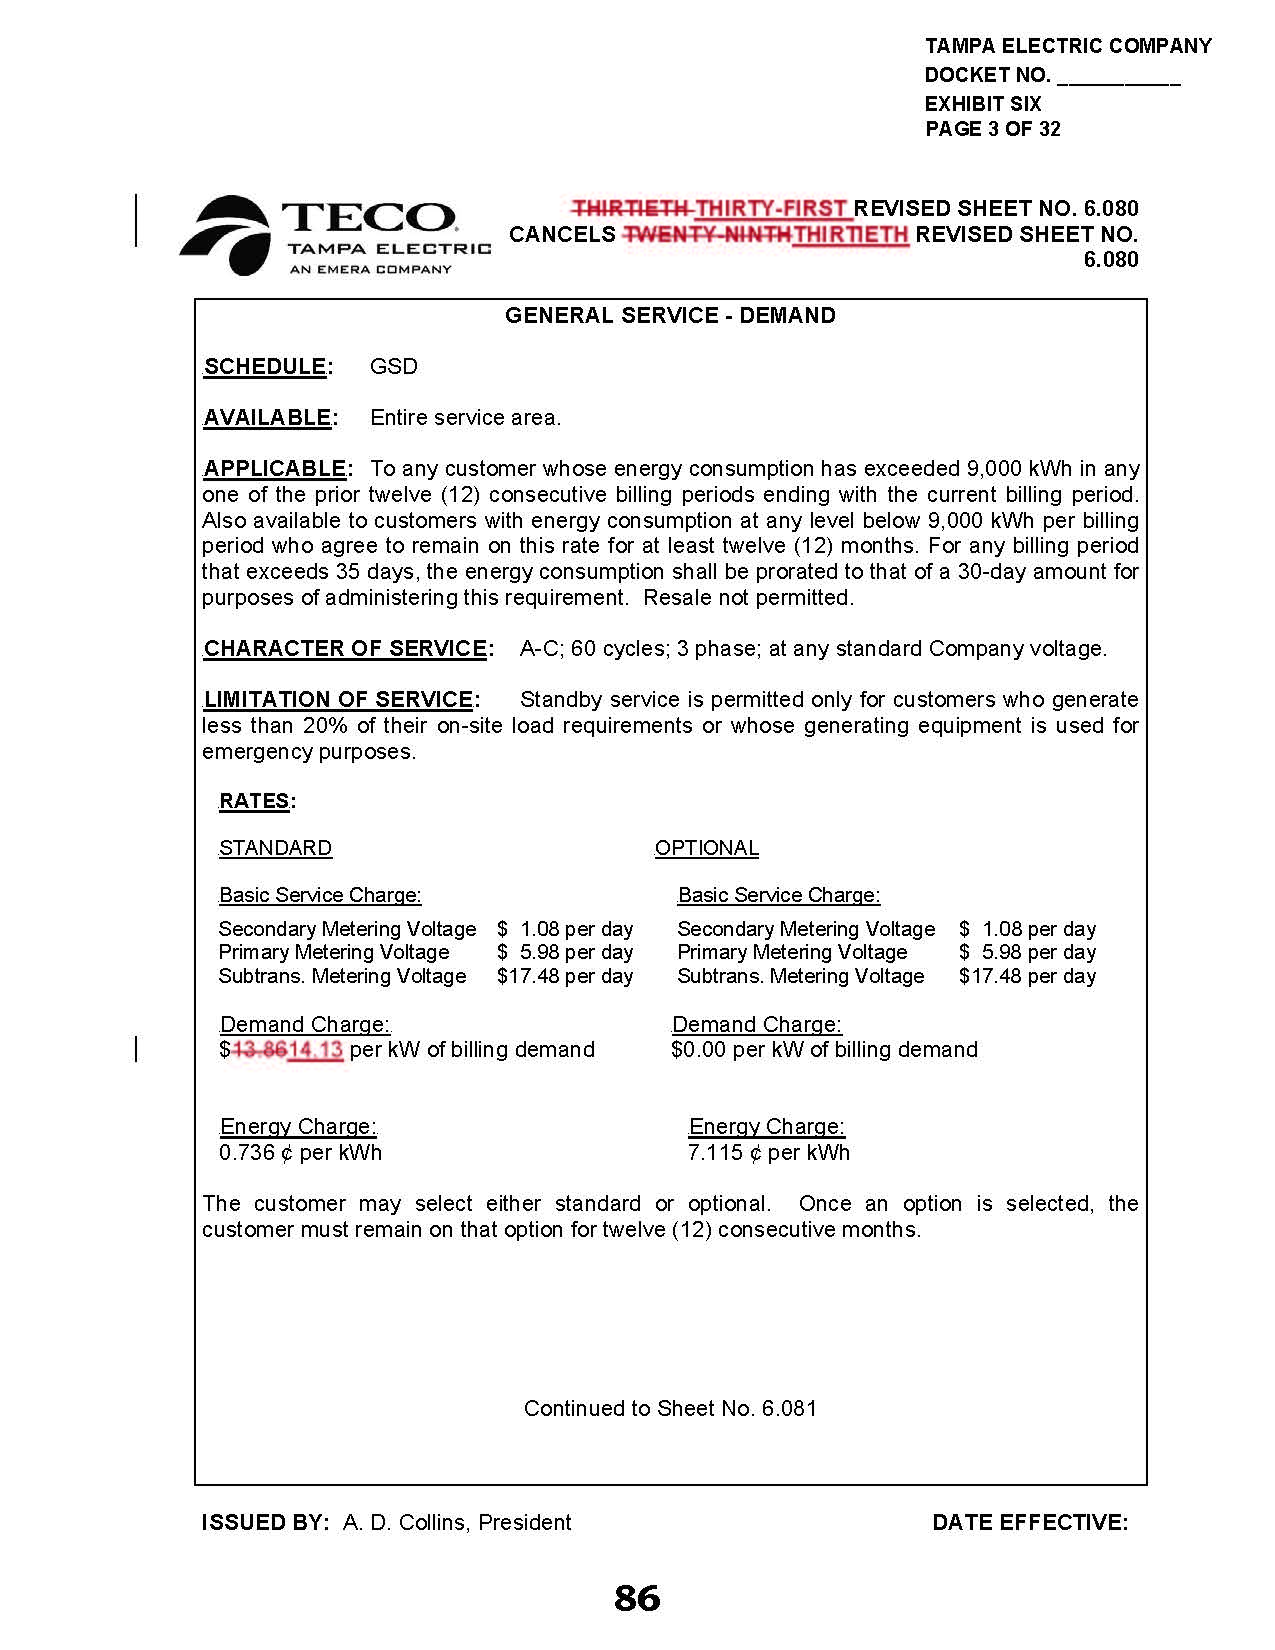 TAMPA ELECTRIC COMPANY
DOCKET NO. ___________
EXHIBIT SIX
PAGE 3 OF 32
TECO.
TAMPA ELECTRIC
AN EMERA COMPANY
THIRTIETH THIRTY-FIRST REVISED SHEET NO. 6.080
CANCELS TWENTY-NINTHTHIRTIETH REVISED SHEET NO.
6.080
GENERAL SERVICE - DEMAND
SCHEDULE: GSD
AVAILABLE: Entire service area.
APPLICABLE: To any customer whose energy consumption has exceeded 9,000 kWh in any
one of the prior twelve (12) consecutive billing periods ending with the current billing period.
Also available to customers with energy consumption at any level below 9,000 kWh per billing
period who agree to remain on this rate for at least twelve (12) months. For any billing period
that exceeds 35 days, the energy consumption shall be prorated to that of a 30-day amount for
purposes of administering this requirement. Resale not permitted.
CHARACTER OF SERVICE: A-C; 60 cycles; 3 phase; at any standard Company voltage.
LIMITATION OF SERVICE: Standby service is permitted only for customers who generate
less than 20% of their on-site load requirements or whose generating equipment is used for
emergency purposes.
RATES:
STANDARD OPTIONAL
Basic Service Charge: Basic Service Charge:
Secondary Metering Voltage $ 1.08 per day Secondary Metering Voltage $ 1.08 per day
Primary Metering Voltage $ 5.98 per day Primary Metering Voltage $ 5.98 per day
Subtrans. Metering Voltage $17.48 per day Subtrans. Metering Voltage $17.48 per day
Demand Charge: Demand Charge:
$13.8614.13 per kW of billing demand $0.00 per kW of billing demand
Energy Charge: Energy Charge:
0.736 ¢ per kWh 7.115 ¢ per kWh
The customer may select either standard or optional. Once an option is selected, the
customer must remain on that option for twelve (12) consecutive months.
Continued to Sheet No. 6.081
ISSUED BY: A. D. Collins, President DATE EFFECTIVE:
86